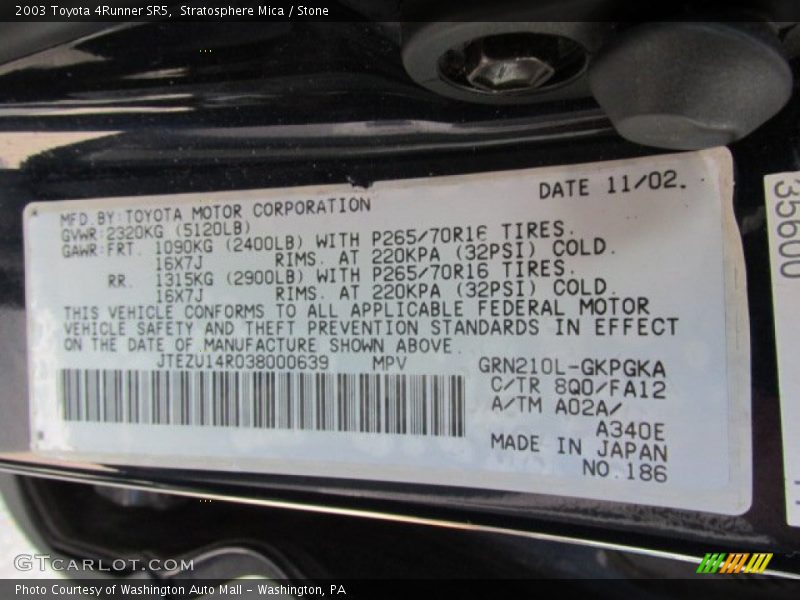 2003 Toyota 4Runner SR5, Stratosphere Mica / Stone
DATE 11/02.
MFD.BY:TOYOTA MOTOR CORPORATION
GVWR:2320KG (5120LB)
GAWR:FRT. 1090KG (2400LB) WITH P265/70R16 TIRES.
16X7J RIMS. AT 220KPA (32PSI) COLD.
RR. 1315KG (2900LB) WITH P265/70R16 TIRES.
16X7J RIMS. AT 220KPA (32PSI) COLD.
THIS VEHICLE CONFORMS TO ALL APPLICABLE FEDERAL MOTOR
VEHICLE SAFETY AND THEFT PREVENTION STANDARDS IN EFFECT
ON THE DATE OF MANUFACTURE SHOWN ABOVE.
JTEZU14R038000639 MPV GRN210L-GKPGKA
C/TR 8Q0/FA12
A/TM A02A/
A340E
MADE IN JAPAN
NO.186
35600
GTCARLOT.COM
Photo Courtesy of Washington Auto Mall - Washington, PA